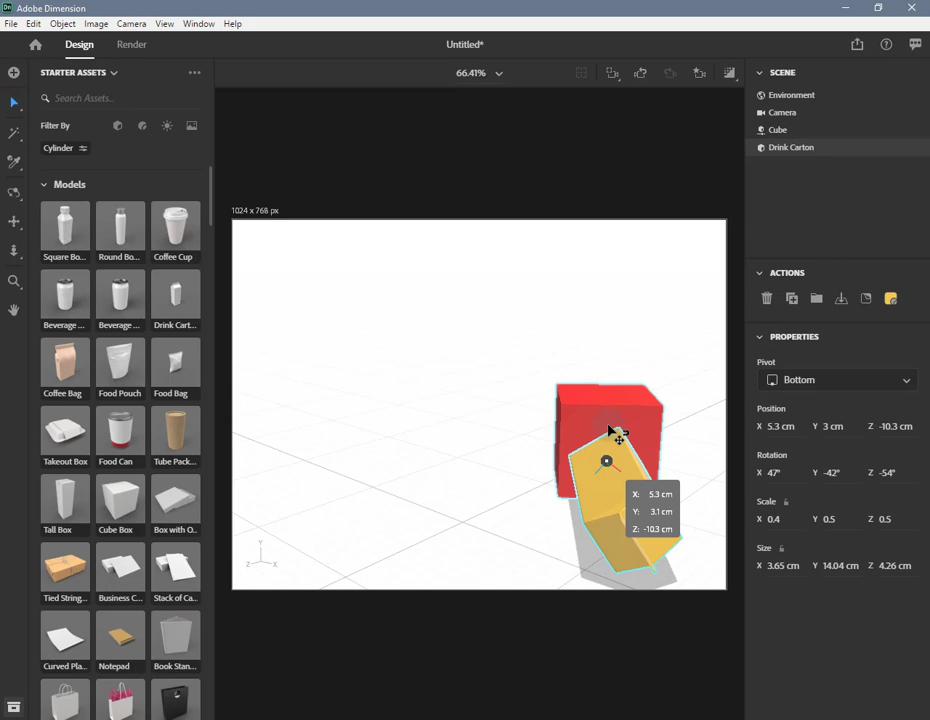 Dn Adobe Dimension
File Edit Object Image Camera View Window Help
Design Render Untitled*
STARTER ASSETS 66.41% SCENE
Search Assets...
Filter By
Cylinder
Models
Square Bo... Round Bo... Coffee Cup
Beverage ... Beverage ... Drink Cart...
Coffee Bag Food Pouch Food Bag
Takeout Box Food Can Tube Pack...
Tall Box Cube Box Box with O...
Tied String... Business C... Stack of Ca...
Curved Pla... Notepad Book Stan...
1024 x 768 px
X: 5.3 cm
Y: 3.1 cm
Z: -10.3 cm
Y
Z X
Environment
Camera
Cube
Drink Carton
ACTIONS
PROPERTIES
Pivot
Bottom
Position
X 5.3 cm Y 3 cm Z -10.3 cm
Rotation
X 47° Y -42° Z -54°
Scale
X 0.4 Y 0.5 Z 0.5
Size
X 3.65 cm Y 14.04 cm Z 4.26 cm